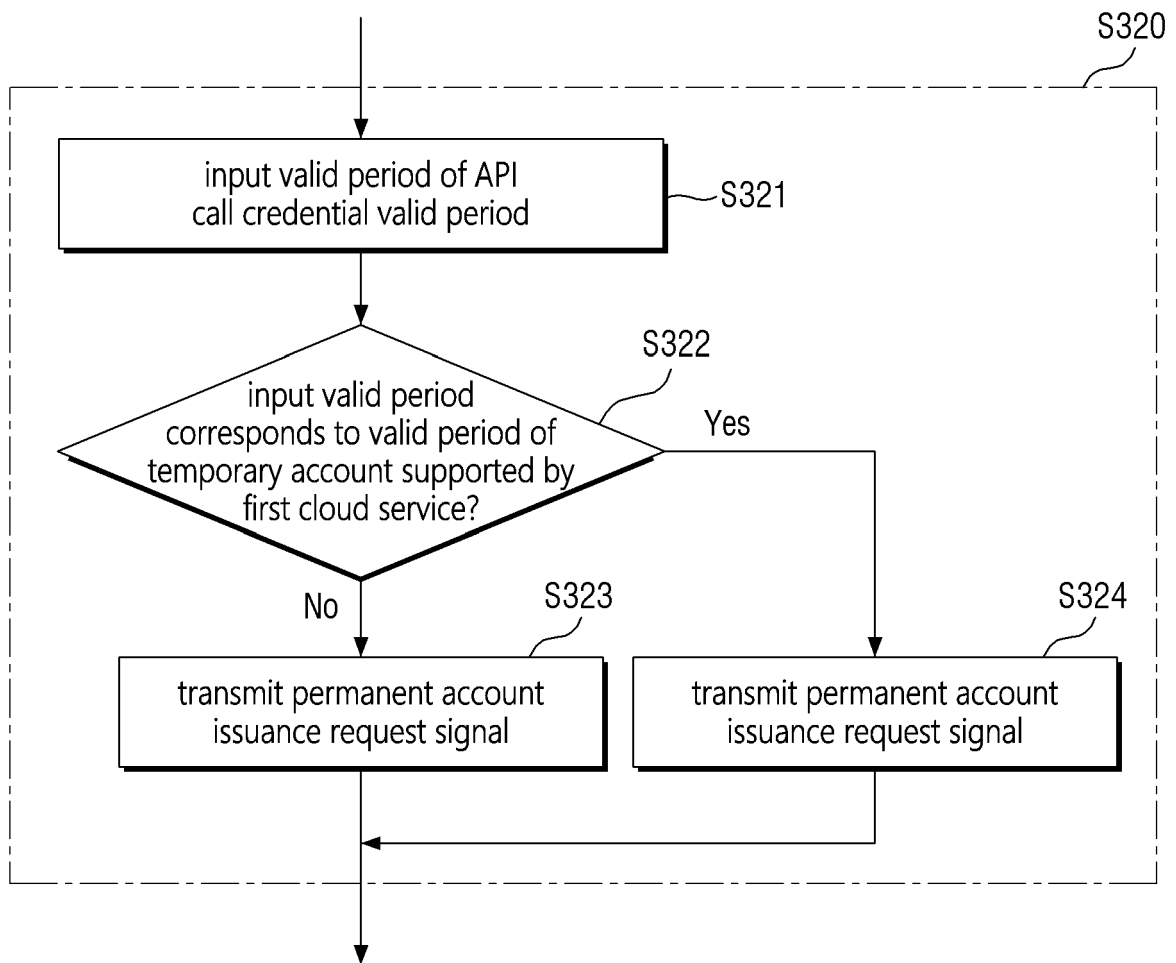 S320
input valid period of API
call credential valid period
S321
input valid period
corresponds to valid period of
temporary account supported by
first cloud service?
S322
Yes
No
S323
S324
transmit permanent account
issuance request signal
transmit permanent account
issuance request signal